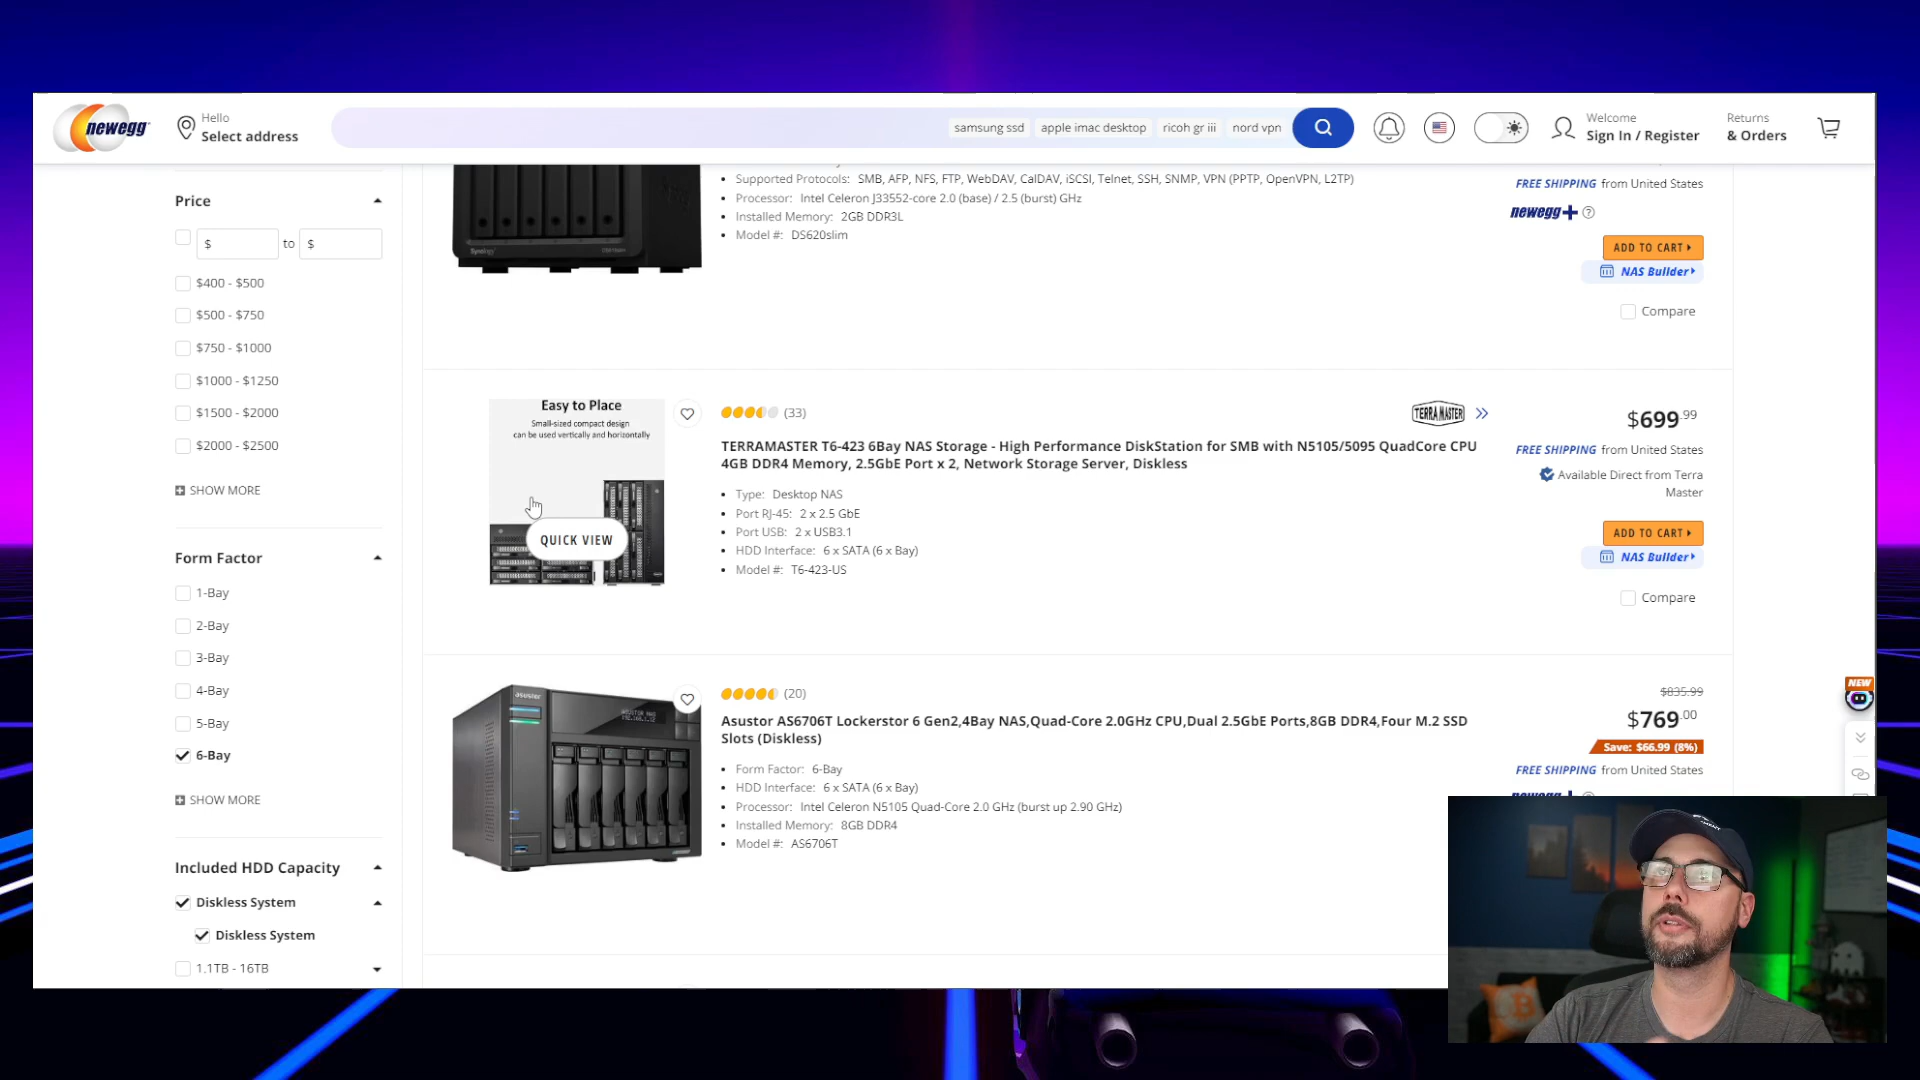 newegg
Hello
Select address
samsung ssd
apple imac desktop
ricoh gr iii
nord vpn
Welcome
Sign In / Register
Returns
& Orders
Price
$
to
$
$400 - $500
$500 - $750
$750 - $1000
$1000 - $1250
$1500 - $2000
$2000 - $2500
SHOW MORE
Form Factor
1-Bay
2-Bay
3-Bay
4-Bay
5-Bay
6-Bay
SHOW MORE
Included HDD Capacity
Diskless System
Diskless System
1.1TB - 16TB
Synology
Supported Protocols: SMB, AFP, NFS, FTP, WebDAV, CalDAV, iSCSI, Telnet, SSH, SNMP, VPN (PPTP, OpenVPN, L2TP)
Processor: Intel Celeron J33552-core 2.0 (base) / 2.5 (burst) GHz
Installed Memory: 2GB DDR3L
Model #: DS620slim
FREE SHIPPING from United States
newegg+ ?
ADD TO CART
NAS Builder
Compare
Easy to Place
Small-sized compact design
can be used vertically and horizontally
QUICK VIEW
(33)
TERRAMASTER
TERRAMASTER T6-423 6Bay NAS Storage - High Performance DiskStation for SMB with N5105/5095 QuadCore CPU
4GB DDR4 Memory, 2.5GbE Port x 2, Network Storage Server, Diskless
Type: Desktop NAS
Port RJ-45: 2 x 2.5 GbE
Port USB: 2 x USB3.1
HDD Interface: 6 x SATA (6 x Bay)
Model #: T6-423-US
$699.99
FREE SHIPPING from United States
Available Direct from Terra
Master
ADD TO CART
NAS Builder
Compare
asustor
(20)
Asustor AS6706T Lockerstor 6 Gen2,4Bay NAS,Quad-Core 2.0GHz CPU,Dual 2.5GbE Ports,8GB DDR4,Four M.2 SSD
Slots (Diskless)
Form Factor: 6-Bay
HDD Interface: 6 x SATA (6 x Bay)
Processor: Intel Celeron N5105 Quad-Core 2.0 GHz (burst up 2.90 GHz)
Installed Memory: 8GB DDR4
Model #: AS6706T
$835.99
$769.00
Save: $66.99 (8%)
FREE SHIPPING from United States
NEW